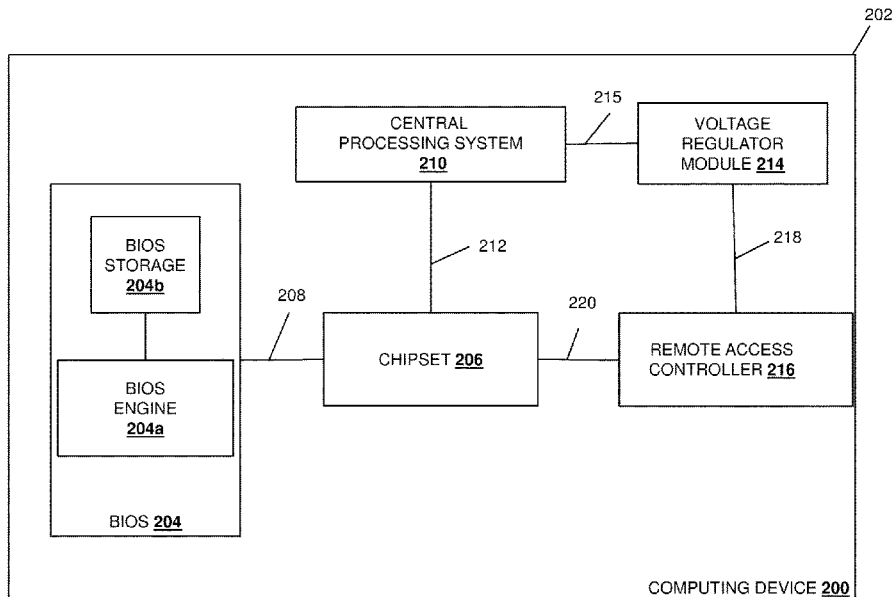 202
215
CENTRAL
PROCESSING SYSTEM
210
VOLTAGE
REGULATOR
MODULE 214
BIOS
STORAGE
204b
212
218
208
220
CHIPSET 206
REMOTE ACCESS
CONTROLLER 216
BIOS
ENGINE
204a
BIOS 204
COMPUTING DEVICE 200